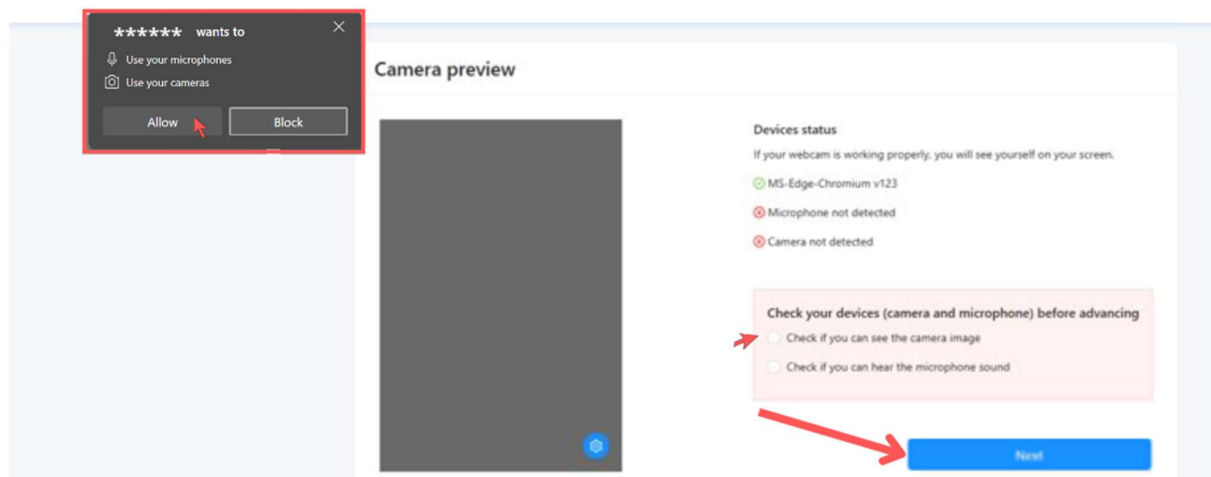 ****** wants to
Use your microphones
Use your cameras
Allow
Block
Camera preview
Devices status
If your webcam is working properly, you will see yourself on your screen.
MS-Edge-Chromium v123
Microphone not detected
Camera not detected
Check your devices (camera and microphone) before advancing
Check if you can see the camera image
Check if you can hear the microphone sound
Next